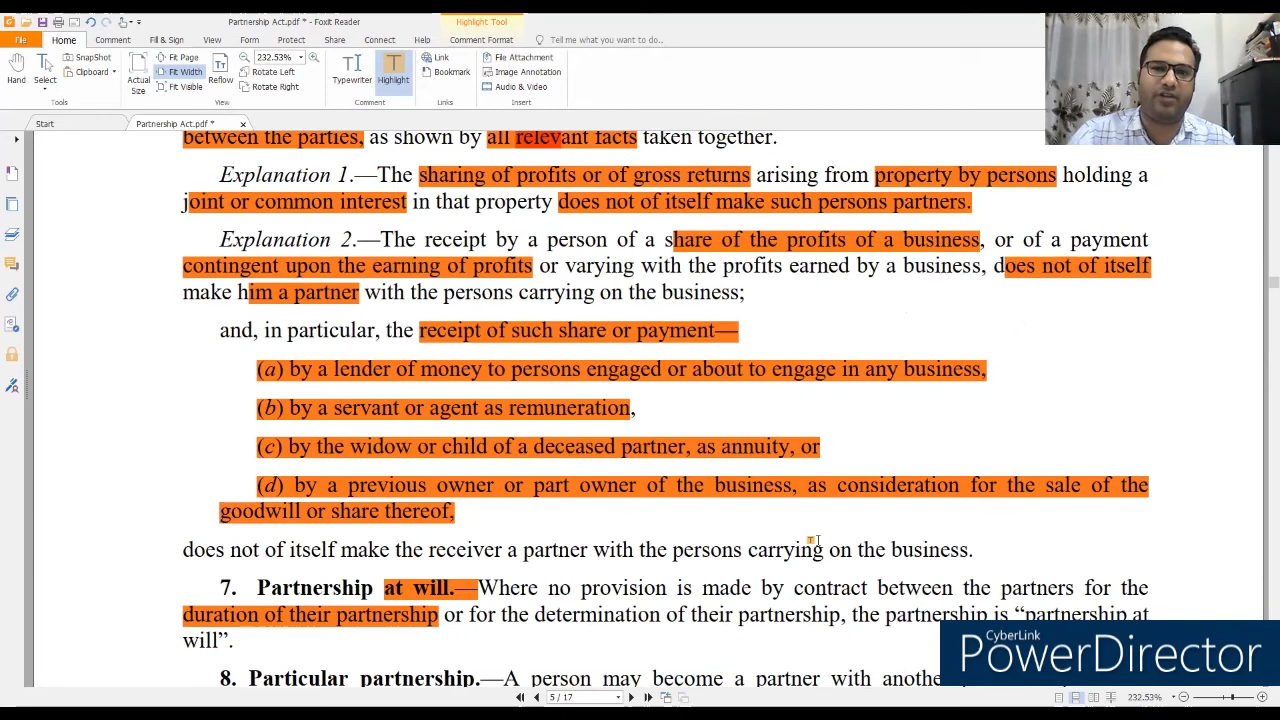 Partnership Act.pdf * - Foxit Reader
Highlight Tool
File Home Comment Fill & Sign View Form Protect Share Connect Help Comment Format Tell me what you want to do...
Hand
Select
SnapShot
Clipboard
Tools
Actual Size
Fit Page
Fit Width
Fit Visible
Reflow
232.53%
Rotate Left
Rotate Right
View
Typewriter
Highlight
Comment
Link
Bookmark
Links
File Attachment
Image Annotation
Audio & Video
Insert
Start
Partnership Act.pdf *
between the parties, as shown by all relevant facts taken together.
Explanation 1.—The sharing of profits or of gross returns arising from property by persons holding a
joint or common interest in that property does not of itself make such persons partners.
Explanation 2.—The receipt by a person of a share of the profits of a business, or of a payment
contingent upon the earning of profits or varying with the profits earned by a business, does not of itself
make him a partner with the persons carrying on the business;
and, in particular, the receipt of such share or payment—
(a) by a lender of money to persons engaged or about to engage in any business,
(b) by a servant or agent as remuneration,
(c) by the widow or child of a deceased partner, as annuity, or
(d) by a previous owner or part owner of the business, as consideration for the sale of the
goodwill or share thereof,
does not of itself make the receiver a partner with the persons carrying on the business.
7. Partnership at will.—Where no provision is made by contract between the partners for the
duration of their partnership or for the determination of their partnership, the partnership is “partnership at
will”.
8. Particular partnership.—A person may become a partner with another
CyberLink
PowerDirector
5 / 17
232.53%